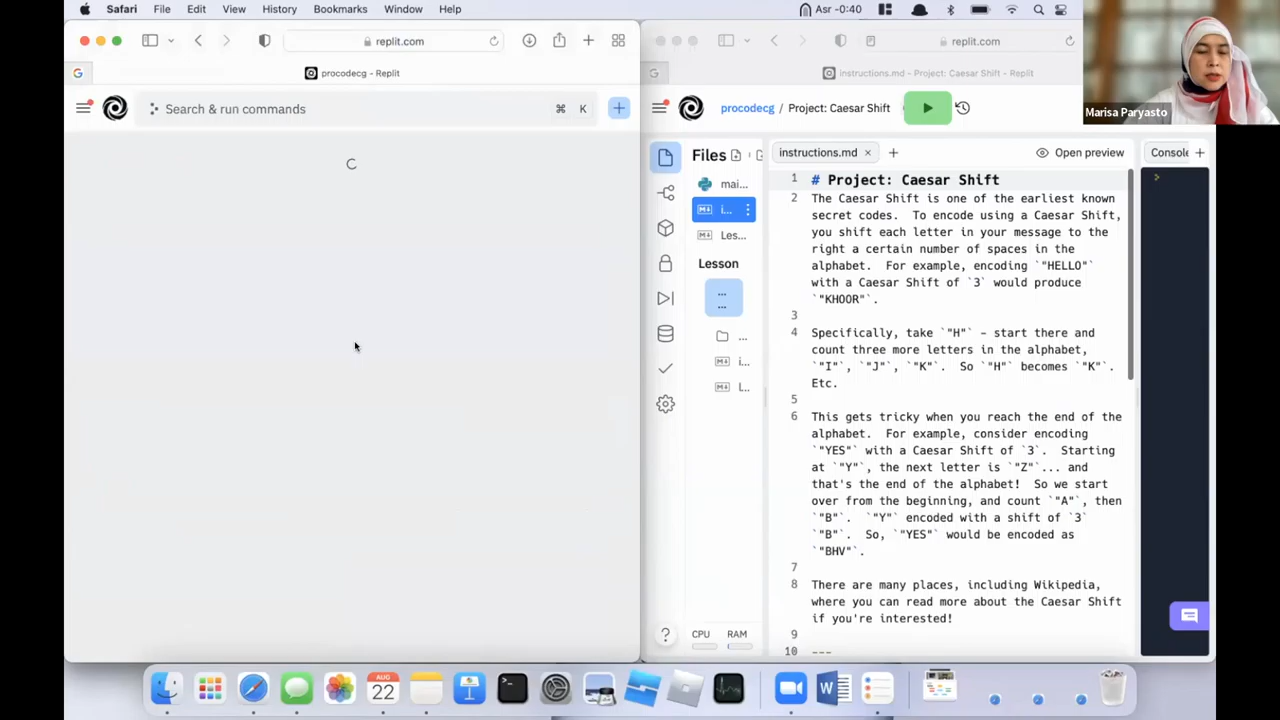 Safari File Edit View History Bookmarks Window Help
Asr -0:40
replit.com
procodecg - Replit
Search & run commands ⌘ K
replit.com
instructions.md - Project: Caesar Shift - Replit
procodecg / Project: Caesar Shift
Marisa Paryasto
Files
mai...
i...
Les...
Lesson
...
...
...
i...
L...
CPU RAM
instructions.md
Open preview
Console
>
1 # Project: Caesar Shift
2 The Caesar Shift is one of the earliest known
secret codes. To encode using a Caesar Shift,
you shift each letter in your message to the
right a certain number of spaces in the
alphabet. For example, encoding `"HELLO"`
with a Caesar Shift of `3` would produce
`"KHOOR"`.
3
4 Specifically, take `"H"` - start there and
count three more letters in the alphabet,
`"I"`, `"J"`, `"K"`. So `"H"` becomes `"K"`.
Etc.
5
6 This gets tricky when you reach the end of the
alphabet. For example, consider encoding
`"YES"` with a Caesar Shift of `3`. Starting
at `"Y"`, the next letter is `"Z"`... and
that's the end of the alphabet! So we start
over from the beginning, and count `"A"`, then
`"B"`. `"Y"` encoded with a shift of `3`
`"B"`. So, `"YES"` would be encoded as
`"BHV"`.
7
8 There are many places, including Wikipedia,
where you can read more about the Caesar Shift
if you're interested!
9
10 ---
AUG
22